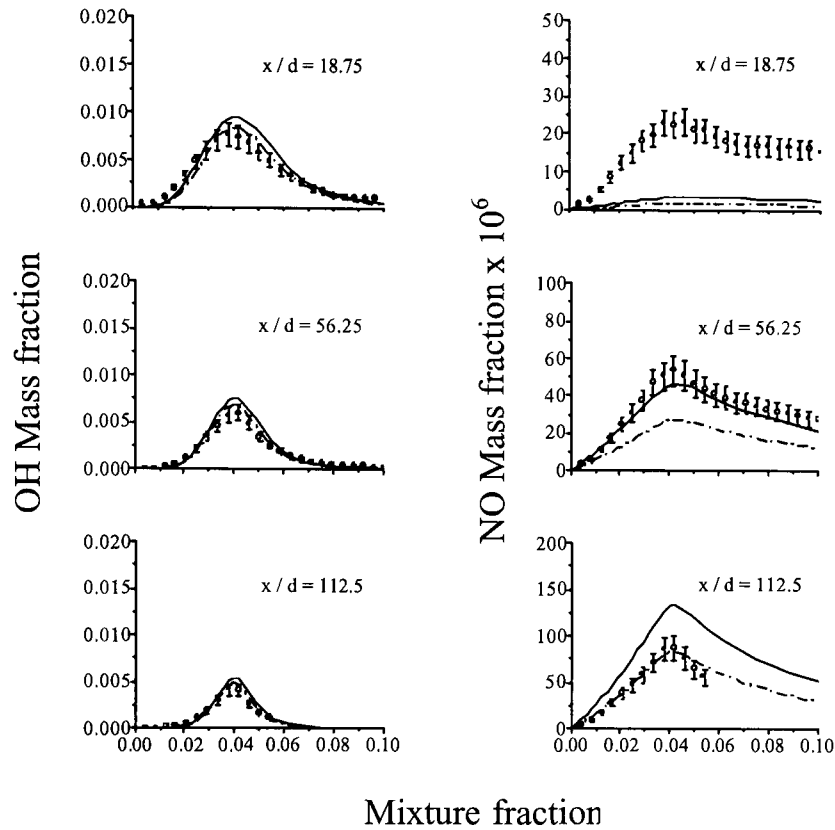 OH Mass fraction
0.020
0.015
0.010
0.005
0.000
x / d = 18.75
0.020
0.015
0.010
0.005
0.000
x / d = 56.25
0.020
0.015
0.010
0.005
0.000
x / d = 112.5
0.00 0.02 0.04 0.06 0.08 0.10
NO Mass fraction x 10⁶
50
40
30
20
10
0
x / d = 18.75
100
80
60
40
20
0
x / d = 56.25
200
150
100
50
0
x / d = 112.5
0.00 0.02 0.04 0.06 0.08 0.10
Mixture fraction